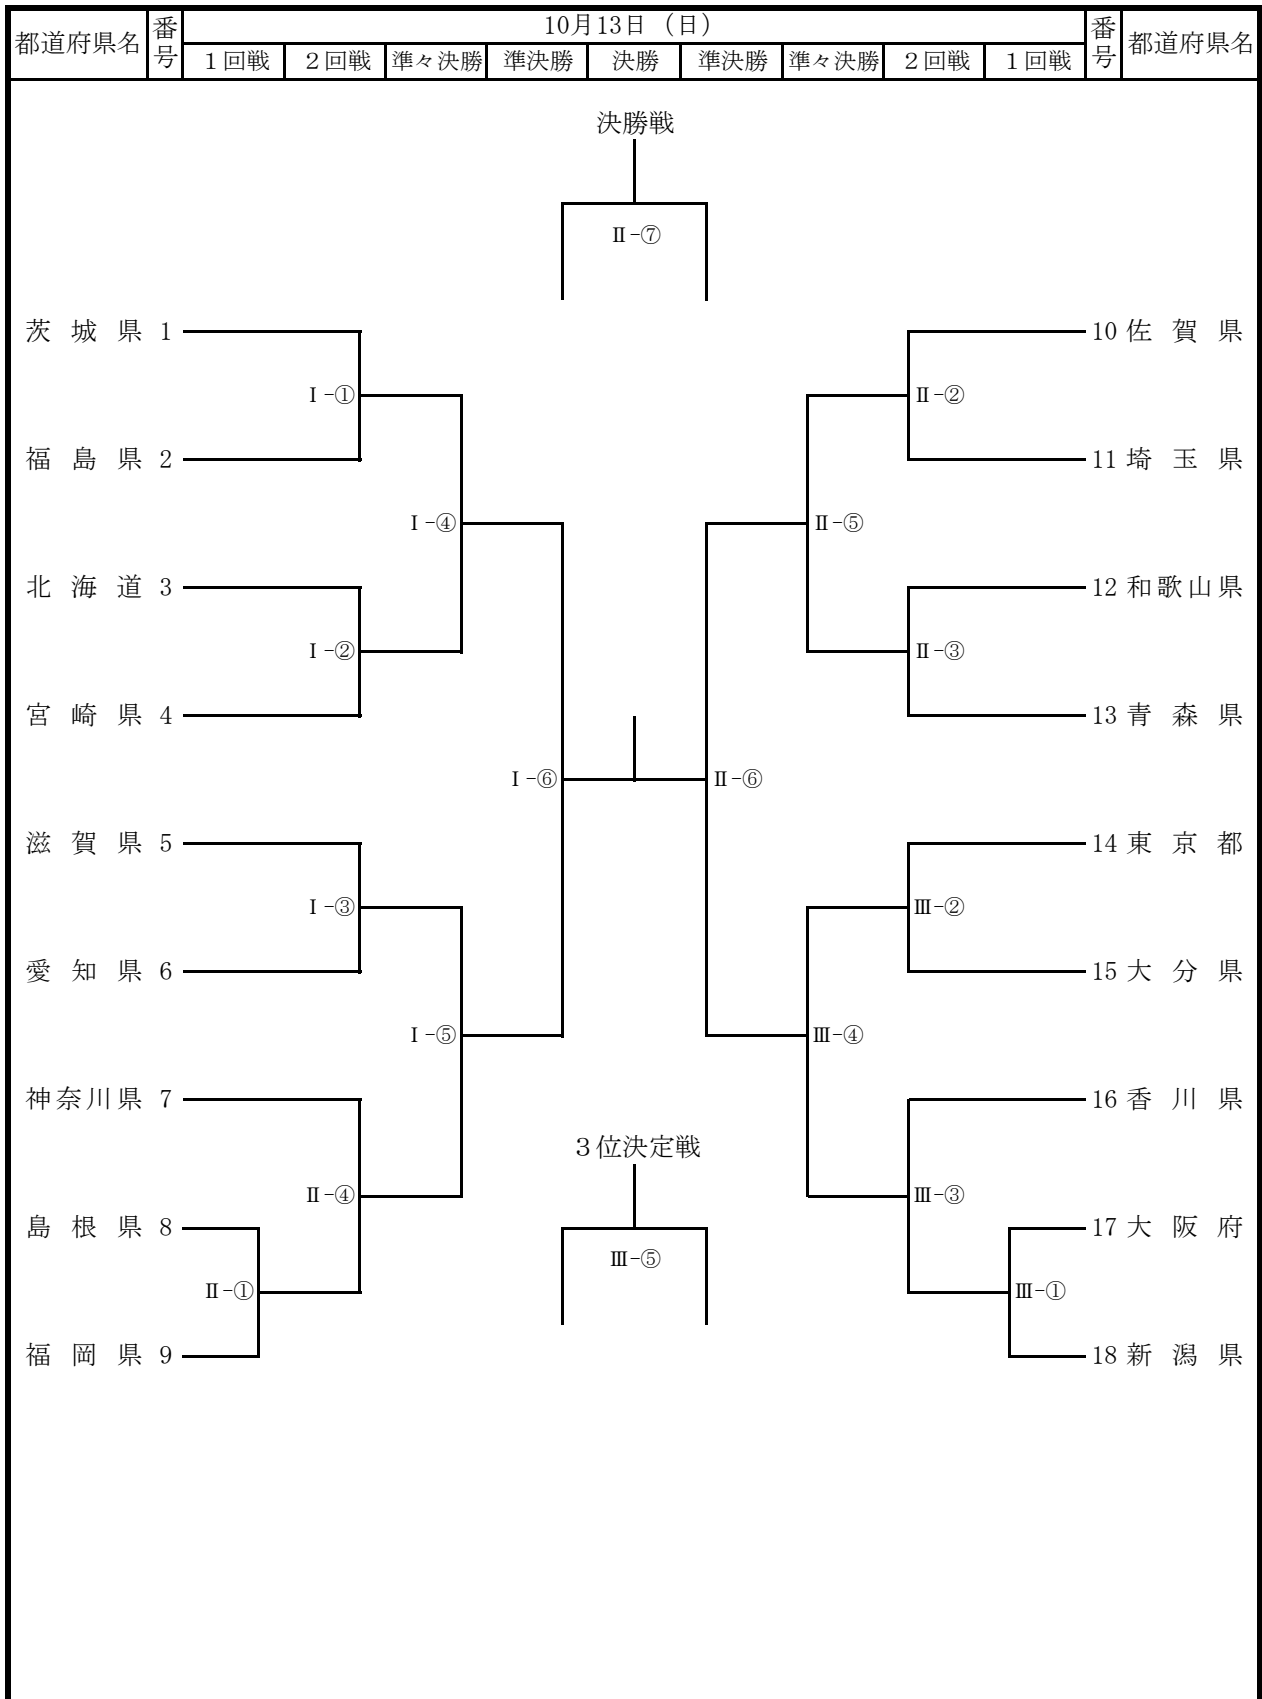 都道府県名 番号 10月13日（日） 番号 都道府県名
１回戦 ２回戦 準々決勝 準決勝 決勝 準決勝 準々決勝 ２回戦 １回戦
決勝戦
Ⅱ-⑦
茨城県 1 10 佐賀県
Ⅰ-① Ⅱ-②
福島県 2 11 埼玉県
Ⅰ-④ Ⅱ-⑤
北海道 3 12 和歌山県
Ⅰ-② Ⅱ-③
宮崎県 4 13 青森県
Ⅰ-⑥ Ⅱ-⑥
滋賀県 5 14 東京都
Ⅰ-③ Ⅲ-②
愛知県 6 15 大分県
Ⅰ-⑤ Ⅲ-④
神奈川県 7 16 香川県
３位決定戦
Ⅱ-④ Ⅲ-③
島根県 8 17 大阪府
Ⅲ-⑤
Ⅱ-① Ⅲ-①
福岡県 9 18 新潟県